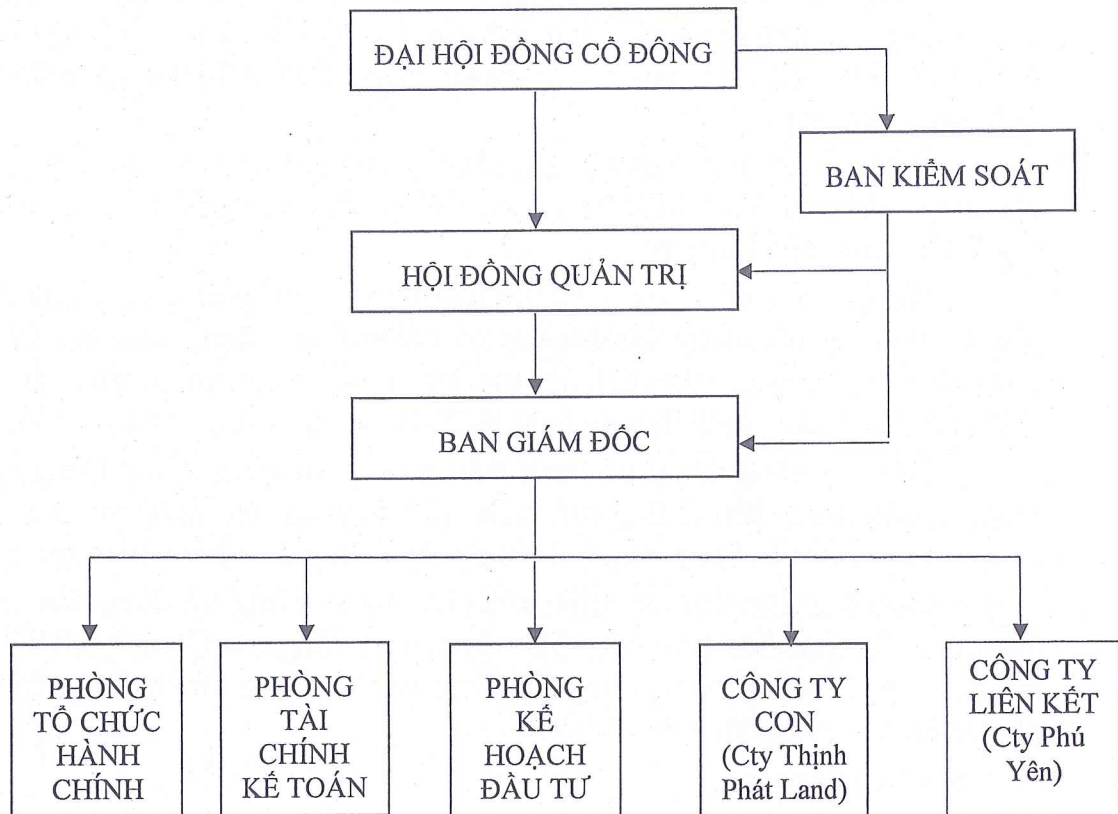 ĐẠI HỘI ĐỒNG CỔ ĐÔNG
BAN KIỂM SOÁT
HỘI ĐỒNG QUẢN TRỊ
BAN GIÁM ĐỐC
PHÒNG
TỔ CHỨC
HÀNH
CHÍNH
PHÒNG
TÀI
CHÍNH
KẾ TOÁN
PHÒNG
KẾ
HOẠCH
ĐẦU TƯ
CÔNG TY
CON
(Cty Thịnh
Phát Land)
CÔNG TY
LIÊN KẾT
(Cty Phú
Yên)